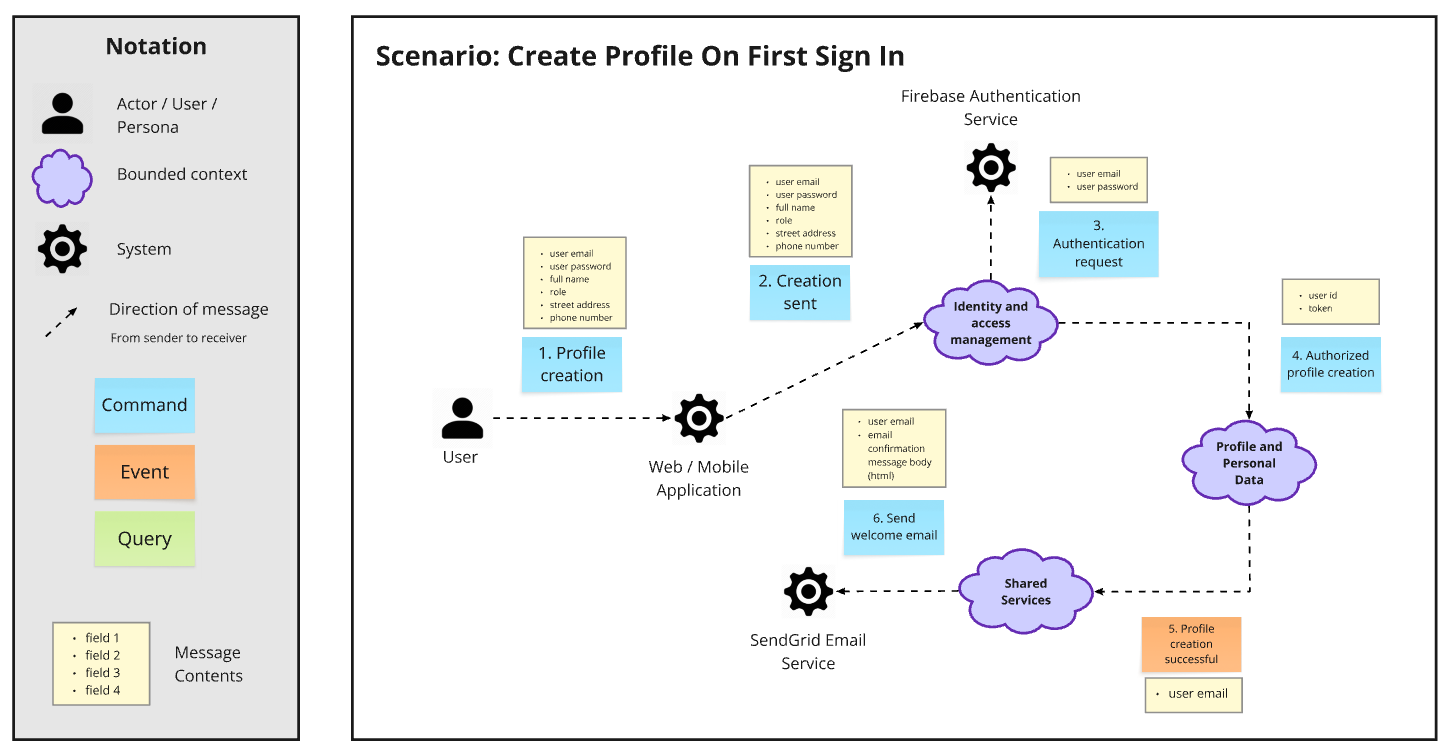 Notation
Actor / User /
Persona
Bounded context
System
Direction of message
From sender to receiver
Command
Event
Query
• field 1
• field 2
• field 3
• field 4
Message
Contents
Scenario: Create Profile On First Sign In
• user email
• user password
• full name
• role
• street address
• phone number
1. Profile
creation
User
Web / Mobile
Application
• user email
• user password
• full name
• role
• street address
• phone number
2. Creation
sent
Identity and
access
management
Firebase Authentication
Service
• user email
• user password
3.
Authentication
request
• user id
• token
4. Authorized
profile creation
Profile and
Personal
Data
5. Profile
creation
successful
• user email
Shared
Services
• user email
• email
confirmation
message body
(html)
6. Send
welcome email
SendGrid Email
Service